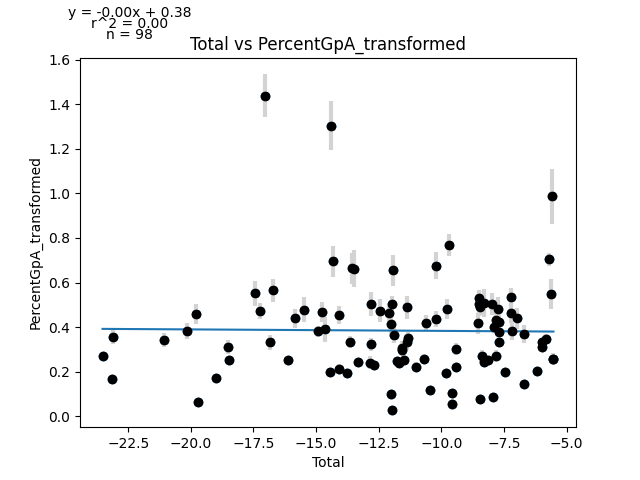 y = -0.00x + 0.38
r^2 = 0.00
n = 98
Total vs PercentGpA_transformed
1.6
1.4
1.2
1.0
0.8
0.6
0.4
0.2
0.0
PercentGpA_transformed
−22.5 −20.0 −17.5 −15.0 −12.5 −10.0 −7.5 −5.0
Total